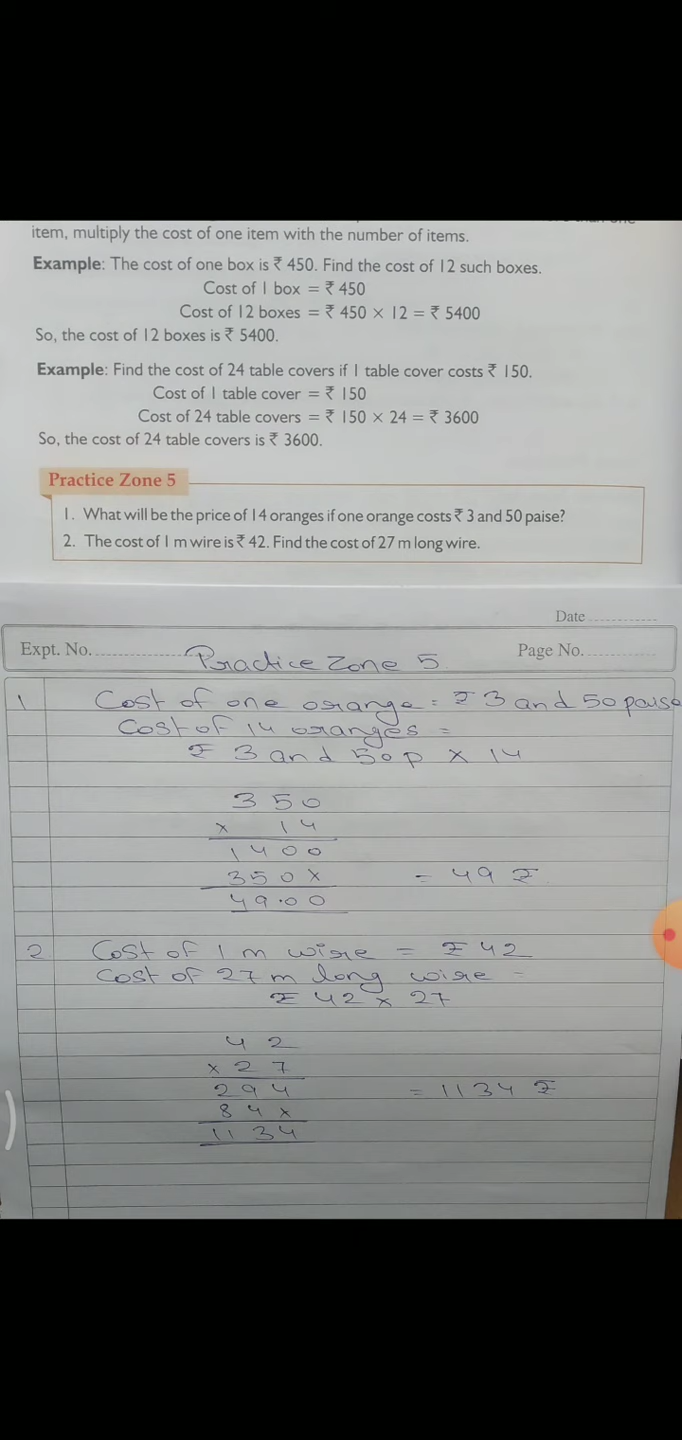 item, multiply the cost of one item with the number of items.
Example: The cost of one box is ₹ 450. Find the cost of 12 such boxes.
Cost of 1 box = ₹ 450
Cost of 12 boxes = ₹ 450 × 12 = ₹ 5400
So, the cost of 12 boxes is ₹ 5400.
Example: Find the cost of 24 table covers if 1 table cover costs ₹ 150.
Cost of 1 table cover = ₹ 150
Cost of 24 table covers = ₹ 150 × 24 = ₹ 3600
So, the cost of 24 table covers is ₹ 3600.
Practice Zone 5
1. What will be the price of 14 oranges if one orange costs ₹ 3 and 50 paise?
2. The cost of 1 m wire is ₹ 42. Find the cost of 27 m long wire.
Date
Expt. No. Practice Zone 5 Page No.
1 Cost of one orange = ₹ 3 and 50 paise
Cost of 14 oranges =
₹ 3 and 50 p × 14
350
× 14
1400
350× = 49 ₹
49.00
2 Cost of 1 m wire = ₹ 42
Cost of 27 m long wire =
₹ 42 × 27
42
× 27
294 = 1134 ₹
84×
1134